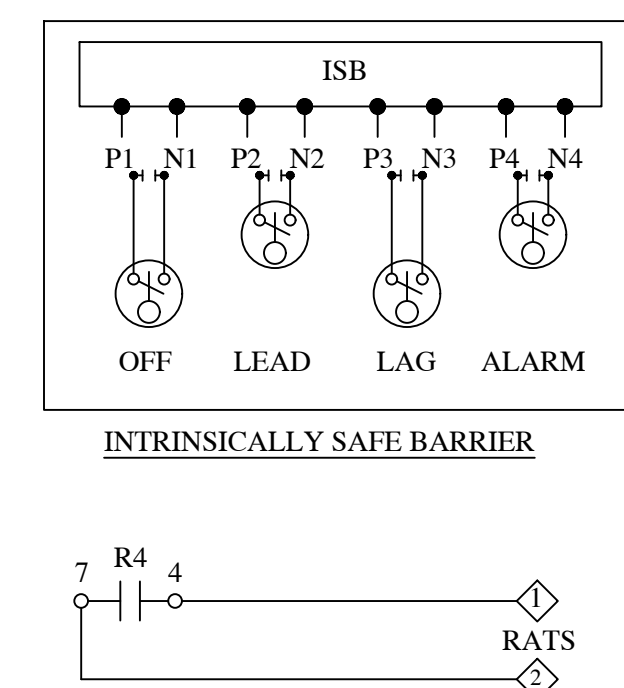 ISB
P1 N1 P2 N2 P3 N3 P4 N4
OFF LEAD LAG ALARM
INTRINSICALLY SAFE BARRIER
7 R4 4 1
RATS
2